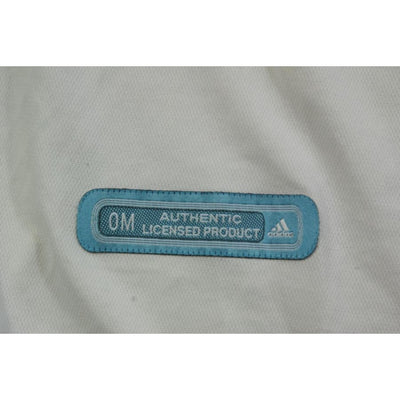 OM
AUTHENTIC
LICENSED PRODUCT
adidas